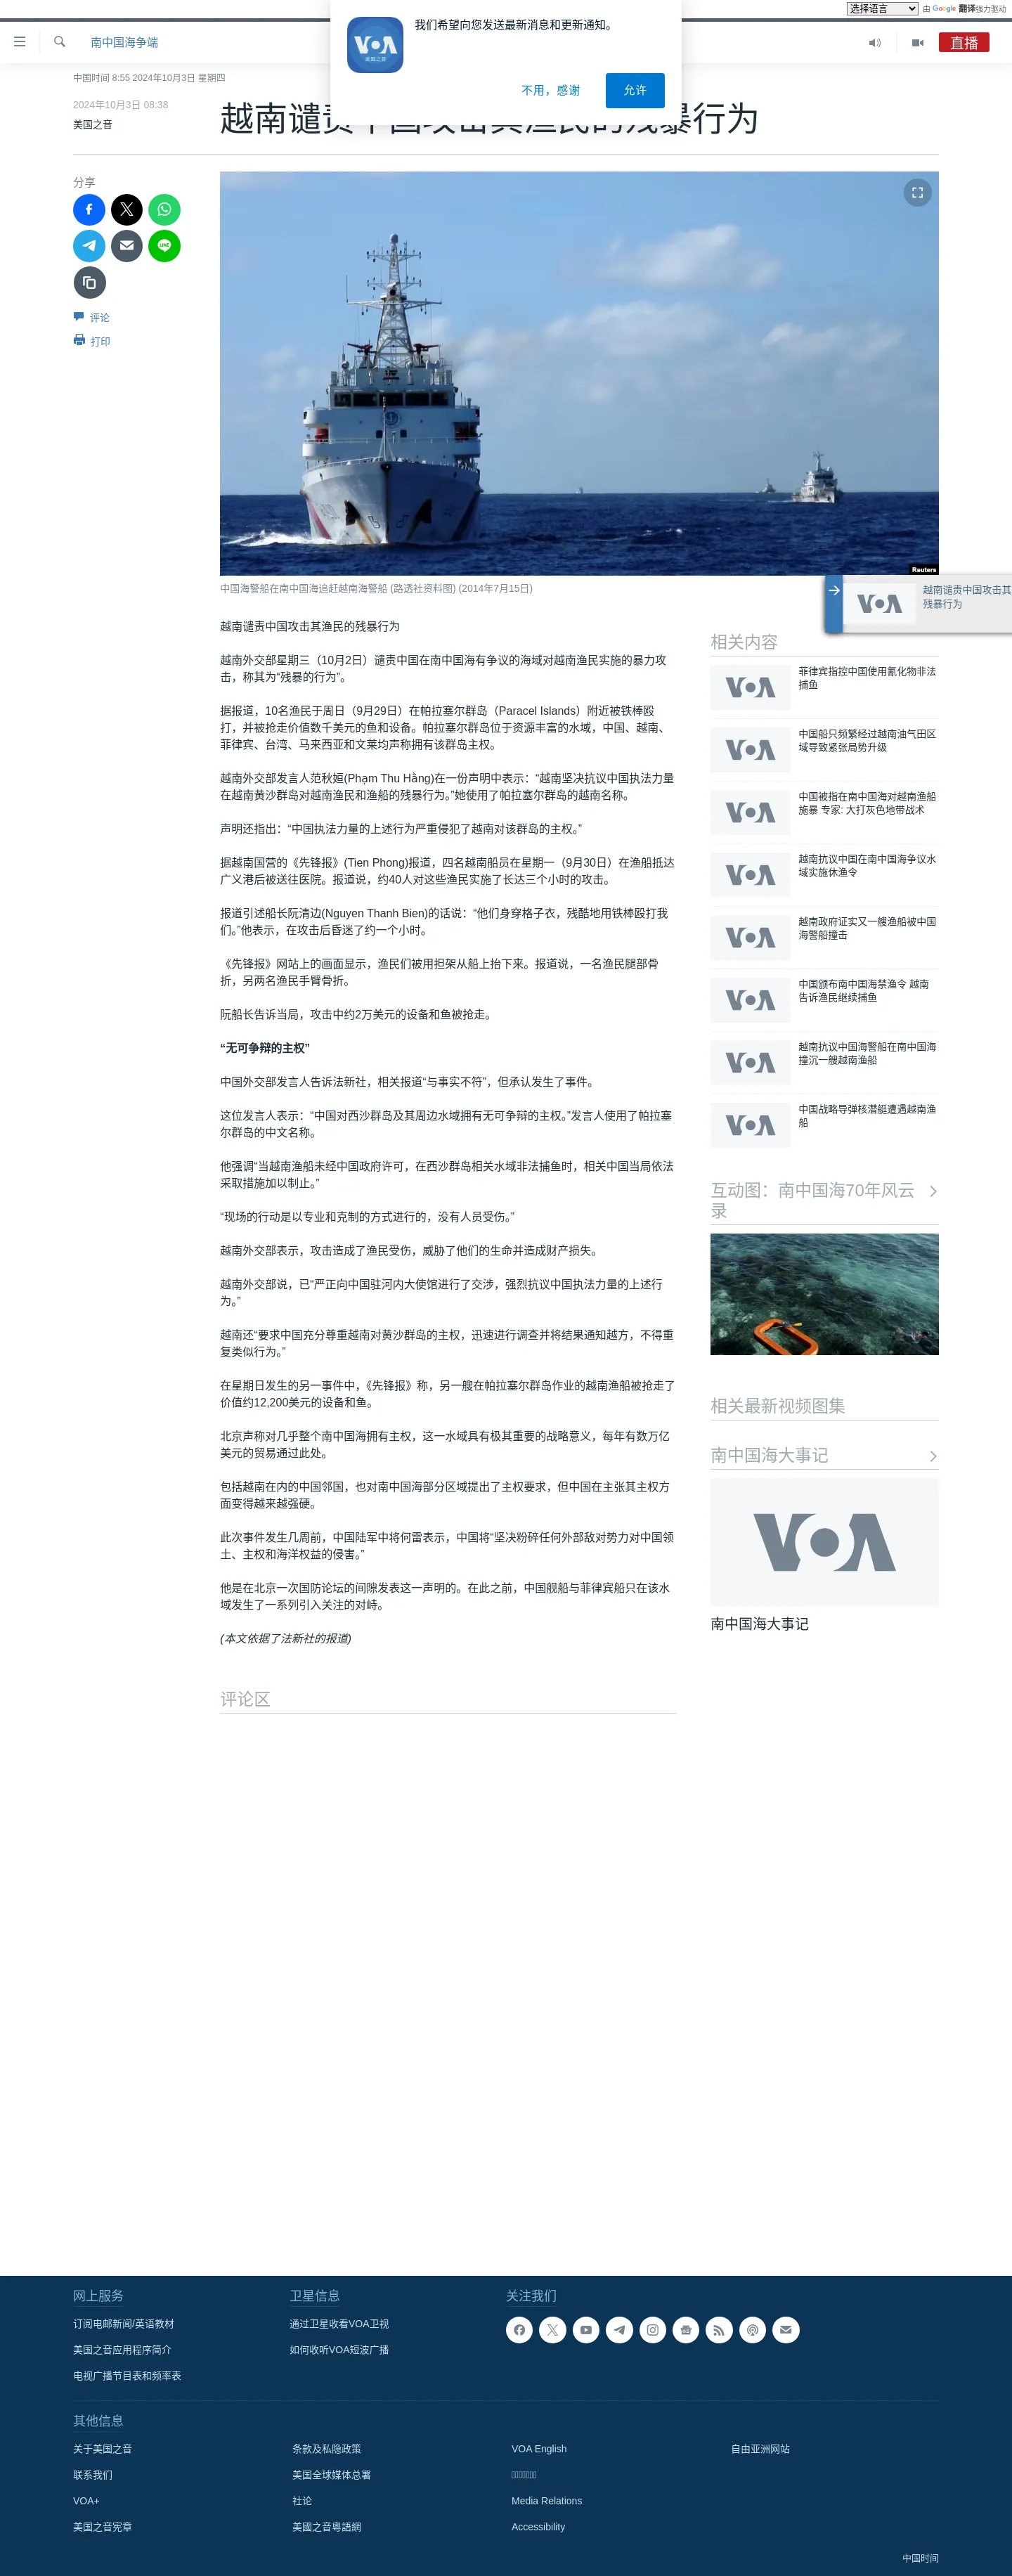 选择语言
由 Google 翻译强力驱动
我们希望向您发送最新消息和更新通知。
VOA
美国之音
不用，感谢
允许
南中国海争端
直播
中国时间 8:55 2024年10月3日 星期四
2024年10月3日 08:38
美国之音
越南谴责中国攻击其渔民的残暴行为
分享
评论
打印
Reuters
中国海警船在南中国海追赶越南海警船 (路透社资料图) (2014年7月15日)
VOA
越南谴责中国攻击其
残暴行为
越南谴责中国攻击其渔民的残暴行为
越南外交部星期三（10月2日）谴责中国在南中国海有争议的海域对越南渔民实施的暴力攻
击，称其为“残暴的行为”。
据报道，10名渔民于周日（9月29日）在帕拉塞尔群岛（Paracel Islands）附近被铁棒殴
打，并被抢走价值数千美元的鱼和设备。帕拉塞尔群岛位于资源丰富的水域，中国、越南、
菲律宾、台湾、马来西亚和文莱均声称拥有该群岛主权。
越南外交部发言人范秋姮(Phạm Thu Hằng)在一份声明中表示：“越南坚决抗议中国执法力量
在越南黄沙群岛对越南渔民和渔船的残暴行为。”她使用了帕拉塞尔群岛的越南名称。
声明还指出：“中国执法力量的上述行为严重侵犯了越南对该群岛的主权。”
据越南国营的《先锋报》(Tien Phong)报道，四名越南船员在星期一（9月30日）在渔船抵达
广义港后被送往医院。报道说，约40人对这些渔民实施了长达三个小时的攻击。
报道引述船长阮清边(Nguyen Thanh Bien)的话说：“他们身穿格子衣，残酷地用铁棒殴打我
们。”他表示，在攻击后昏迷了约一个小时。
《先锋报》网站上的画面显示，渔民们被用担架从船上抬下来。报道说，一名渔民腿部骨
折，另两名渔民手臂骨折。
阮船长告诉当局，攻击中约2万美元的设备和鱼被抢走。
“无可争辩的主权”
中国外交部发言人告诉法新社，相关报道“与事实不符”，但承认发生了事件。
这位发言人表示：“中国对西沙群岛及其周边水域拥有无可争辩的主权。”发言人使用了帕拉塞
尔群岛的中文名称。
他强调“当越南渔船未经中国政府许可，在西沙群岛相关水域非法捕鱼时，相关中国当局依法
采取措施加以制止。”
“现场的行动是以专业和克制的方式进行的，没有人员受伤。”
越南外交部表示，攻击造成了渔民受伤，威胁了他们的生命并造成财产损失。
越南外交部说，已“严正向中国驻河内大使馆进行了交涉，强烈抗议中国执法力量的上述行
为。”
越南还“要求中国充分尊重越南对黄沙群岛的主权，迅速进行调查并将结果通知越方，不得重
复类似行为。”
在星期日发生的另一事件中，《先锋报》称，另一艘在帕拉塞尔群岛作业的越南渔船被抢走了
价值约12,200美元的设备和鱼。
北京声称对几乎整个南中国海拥有主权，这一水域具有极其重要的战略意义，每年有数万亿
美元的贸易通过此处。
包括越南在内的中国邻国，也对南中国海部分区域提出了主权要求，但中国在主张其主权方
面变得越来越强硬。
此次事件发生几周前，中国陆军中将何雷表示，中国将“坚决粉碎任何外部敌对势力对中国领
土、主权和海洋权益的侵害。”
他是在北京一次国防论坛的间隙发表这一声明的。在此之前，中国舰船与菲律宾船只在该水
域发生了一系列引入关注的对峙。
(本文依据了法新社的报道)
评论区
相关内容
VOA
菲律宾指控中国使用氰化物非法
捕鱼
VOA
中国船只频繁经过越南油气田区
域导致紧张局势升级
VOA
中国被指在南中国海对越南渔船
施暴 专家: 大打灰色地带战术
VOA
越南抗议中国在南中国海争议水
域实施休渔令
VOA
越南政府证实又一艘渔船被中国
海警船撞击
VOA
中国颁布南中国海禁渔令 越南
告诉渔民继续捕鱼
VOA
越南抗议中国海警船在南中国海
撞沉一艘越南渔船
VOA
中国战略导弹核潜艇遭遇越南渔
船
互动图：南中国海70年风云
录
相关最新视频图集
南中国海大事记
VOA
南中国海大事记
网上服务
订阅电邮新闻/英语教材
美国之音应用程序简介
电视广播节目表和频率表
卫星信息
通过卫星收看VOA卫视
如何收听VOA短波广播
关注我们
其他信息
关于美国之音
联系我们
VOA+
美国之音宪章
条款及私隐政策
美国全球媒体总署
社论
美國之音粵語網
VOA English
Media Relations
Accessibility
自由亚洲网站
中国时间